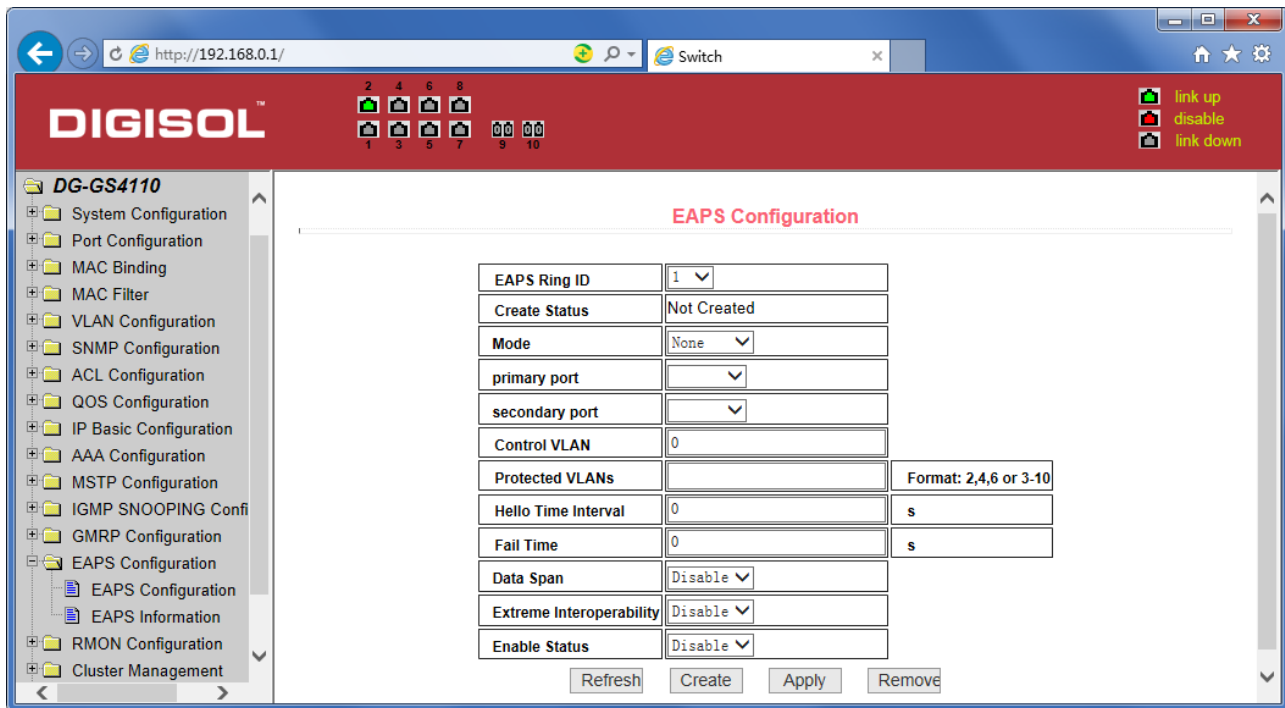 http://192.168.0.1/
Switch
DIGISOL™
2 4 6 8
1 3 5 7 9 10
link up
disable
link down
DG-GS4110
System Configuration
Port Configuration
MAC Binding
MAC Filter
VLAN Configuration
SNMP Configuration
ACL Configuration
QOS Configuration
IP Basic Configuration
AAA Configuration
MSTP Configuration
IGMP SNOOPING Confi
GMRP Configuration
EAPS Configuration
EAPS Configuration
EAPS Information
RMON Configuration
Cluster Management
EAPS Configuration
EAPS Ring ID 1
Create Status Not Created
Mode None
primary port
secondary port
Control VLAN 0
Protected VLANs Format: 2,4,6 or 3-10
Hello Time Interval 0 s
Fail Time 0 s
Data Span Disable
Extreme Interoperability Disable
Enable Status Disable
Refresh Create Apply Remove